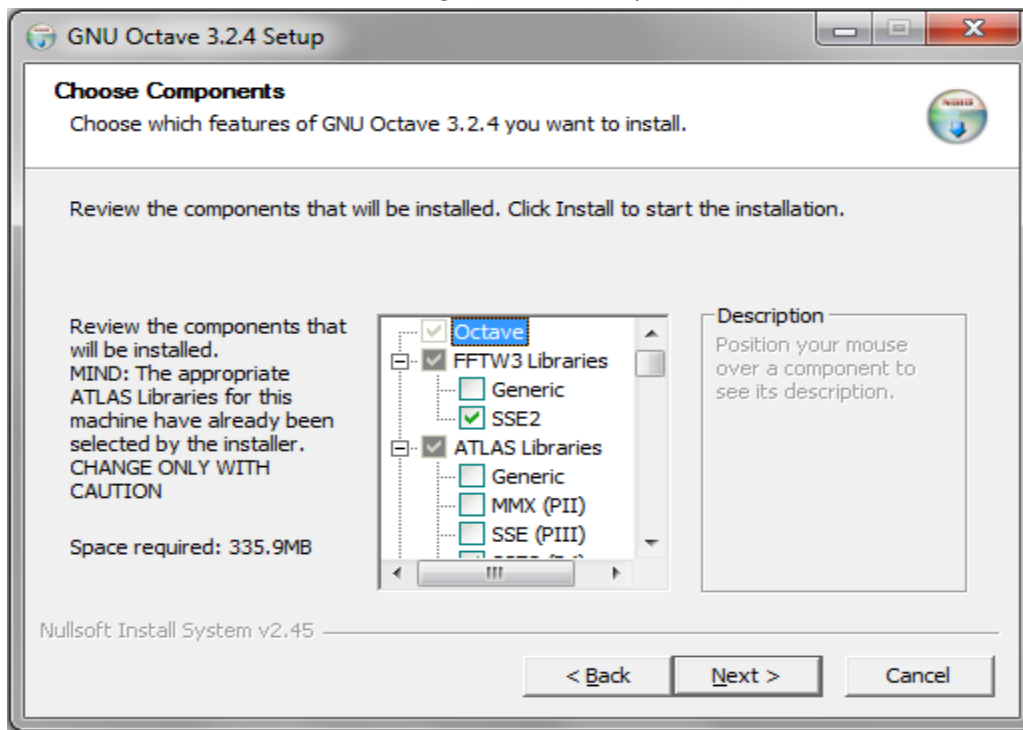 GNU Octave 3.2.4 Setup
Choose Components
Choose which features of GNU Octave 3.2.4 you want to install.
Review the components that will be installed. Click Install to start the installation.
Review the components that
will be installed.
MIND: The appropriate
ATLAS Libraries for this
machine have already been
selected by the installer.
CHANGE ONLY WITH
CAUTION
Space required: 335.9MB
Octave
FFTW3 Libraries
Generic
SSE2
ATLAS Libraries
Generic
MMX (PII)
SSE (PIII)
Description
Position your mouse
over a component to
see its description.
Nullsoft Install System v2.45
< Back
Next >
Cancel